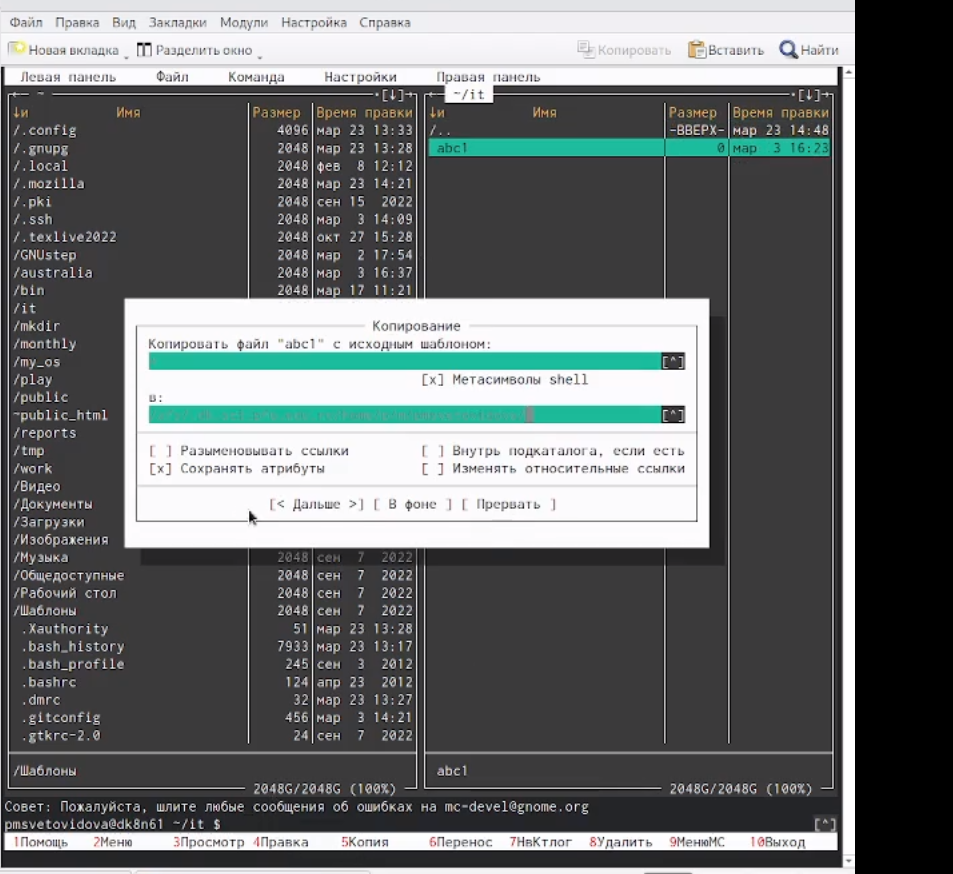 Файл Правка Вид Закладки Модули Настройка Справка
Новая вкладка Разделить окно Копировать Вставить Найти
Левая панель Файл Команда Настройки Правая панель
~ [↓] ~/it [↓]
↓и Имя Размер Время правки ↓и Имя Размер Время правки
/.config 4096 мар 23 13:33 /.. -ВВЕРХ- мар 23 14:48
/.gnupg 2048 мар 23 13:28 abc1 0 мар 3 16:23
/.local 2048 фев 8 12:12
/.mozilla 2048 мар 23 14:21
/.pki 2048 сен 15 2022
/.ssh 2048 мар 3 14:09
/.texlive2022 2048 окт 27 15:28
/GNUstep 2048 мар 2 17:54
/australia 2048 мар 3 16:37
/bin 2048 мар 17 11:21
/it
/mkdir Копирование
/monthly Копировать файл "abc1" с исходным шаблоном:
/my_os [^]
/play [x] Метасимволы shell
/public в:
~public_html [^]
/reports
/tmp [ ] Разыменовывать ссылки [ ] Внутрь подкаталога, если есть
/work [x] Сохранять атрибуты [ ] Изменять относительные ссылки
/Видео
/Документы [< Дальше >] [ В фоне ] [ Прервать ]
/Загрузки
/Изображения
/Музыка 2048 сен 7 2022
/Общедоступные 2048 сен 7 2022
/Рабочий стол 2048 сен 7 2022
/Шаблоны 2048 сен 7 2022
.Xauthority 51 мар 23 13:28
.bash_history 7933 мар 23 13:17
.bash_profile 245 сен 3 2012
.bashrc 124 апр 23 2012
.dmrc 32 мар 23 13:27
.gitconfig 456 мар 3 14:21
.gtkrc-2.0 24 сен 7 2022
/Шаблоны abc1
2048G/2048G (100%) 2048G/2048G (100%)
Совет: Пожалуйста, шлите любые сообщения об ошибках на mc-devel@gnome.org
pmsvetovidova@dk8n61 ~/it $ [^]
1Помощь 2Меню 3Просмотр 4Правка 5Копия 6Перенос 7НвКтлог 8Удалить 9МенюMC 10Выход